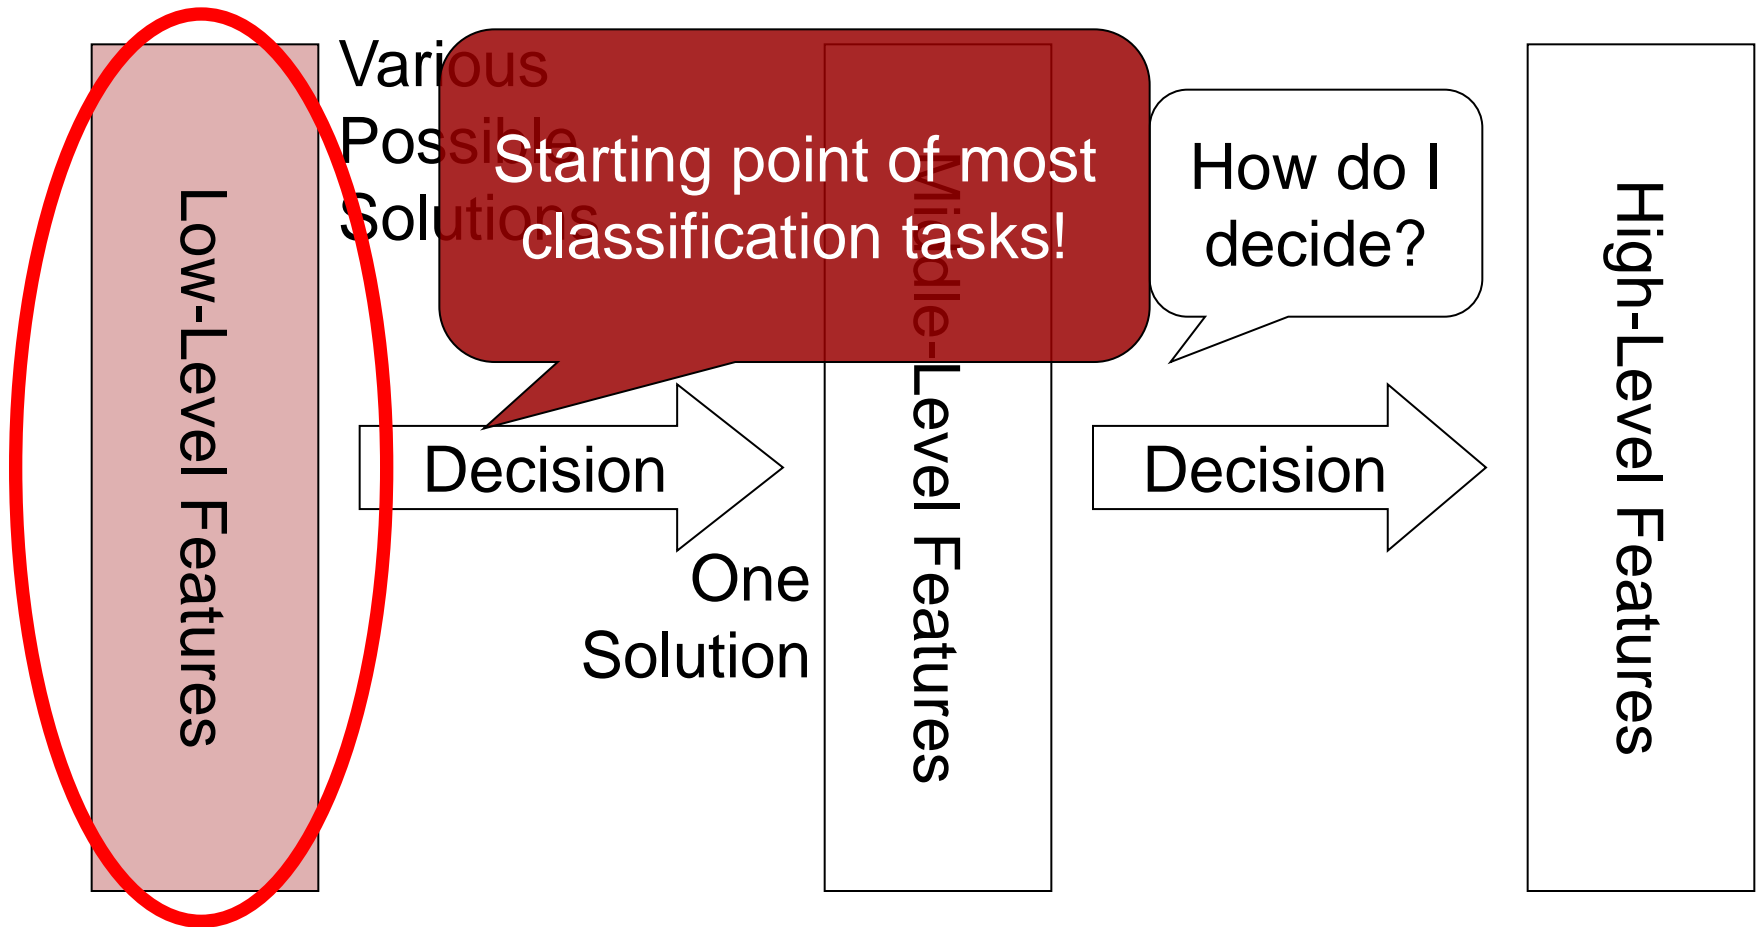 Low-Level Features
Various
Possible
Solutions
Starting point of most
classification tasks!
Decision
One
Solution
Middle-Level Features
How do I
decide?
Decision
High-Level Features